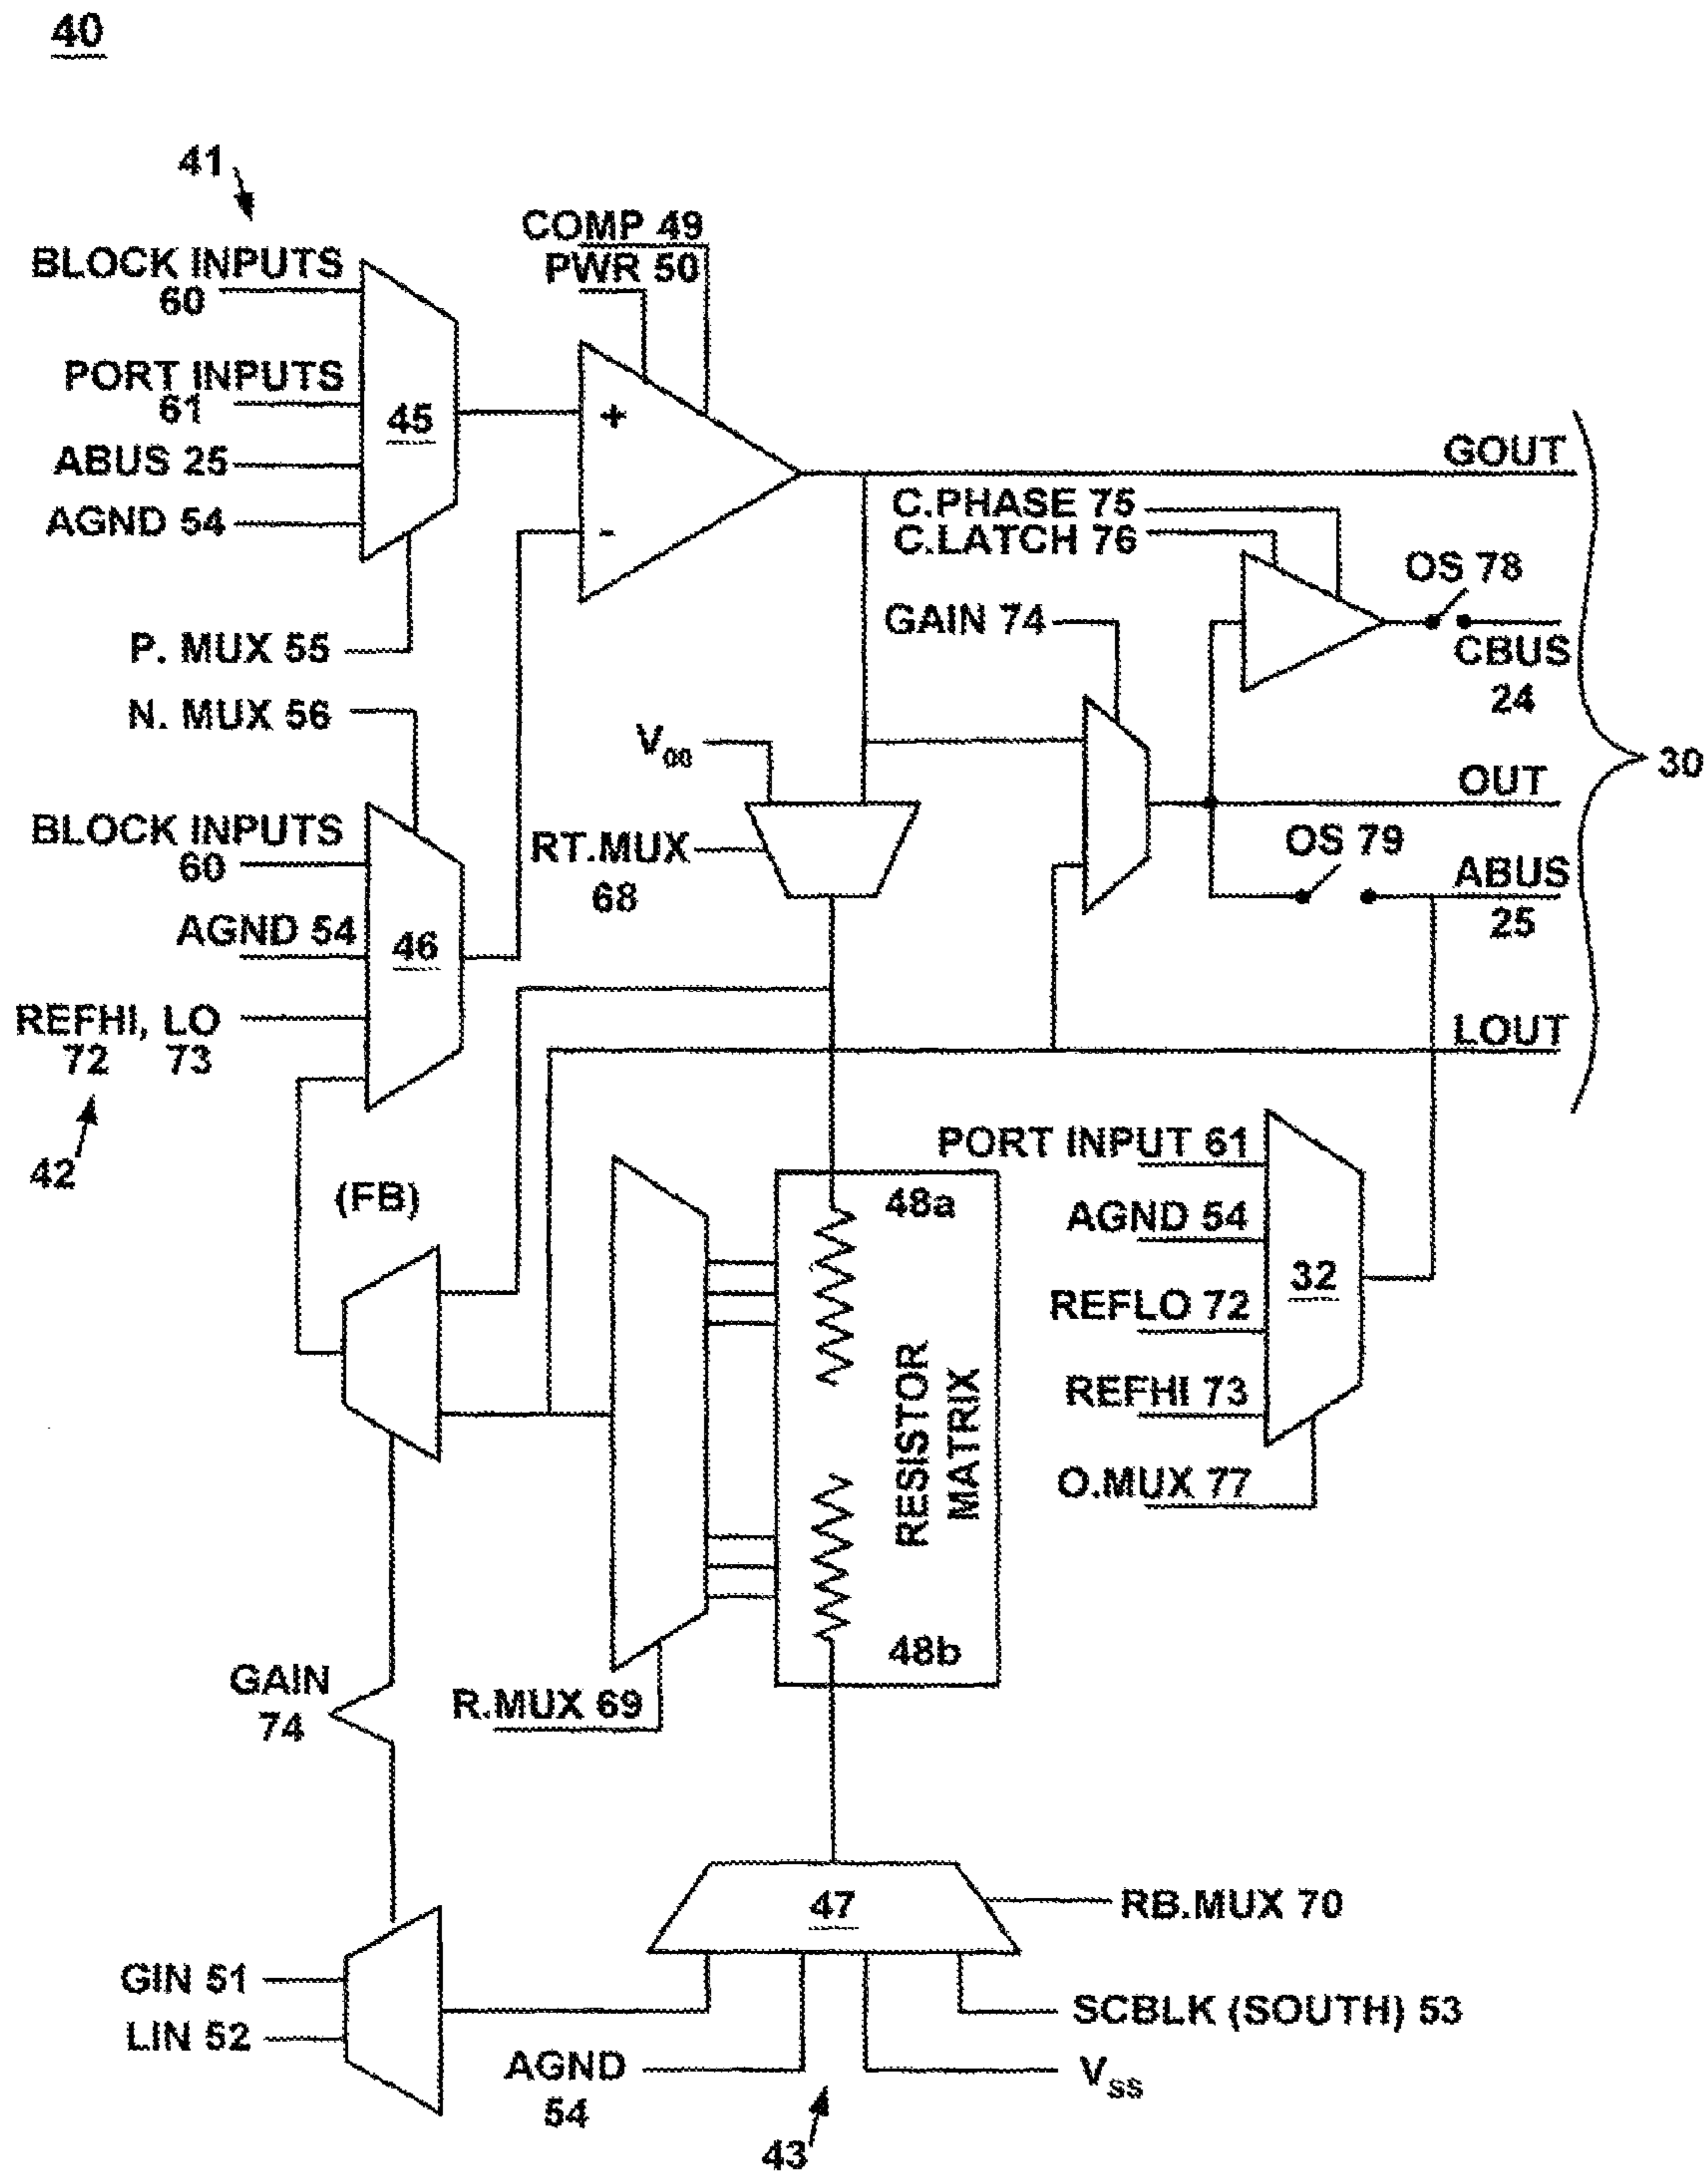 40
41
BLOCK INPUTS
60
PORT INPUTS
61
ABUS 25
AGND 54
45
P. MUX 55
N. MUX 56
COMP 49
PWR 50
+
-
GOUT
C.PHASE 75
C.LATCH 76
OS 78
CBUS
24
GAIN 74
V00
RT.MUX
68
OUT
OS 79
ABUS
25
30
BLOCK INPUTS
60
AGND 54
46
REFHI, LO
72 73
42
LOUT
(FB)
PORT INPUT 61
AGND 54
REFLO 72
REFHI 73
32
O.MUX 77
48a
RESISTOR
MATRIX
48b
R.MUX 69
GAIN
74
47
RB.MUX 70
GIN 51
LIN 52
AGND
54
SCBLK (SOUTH) 53
VSS
43